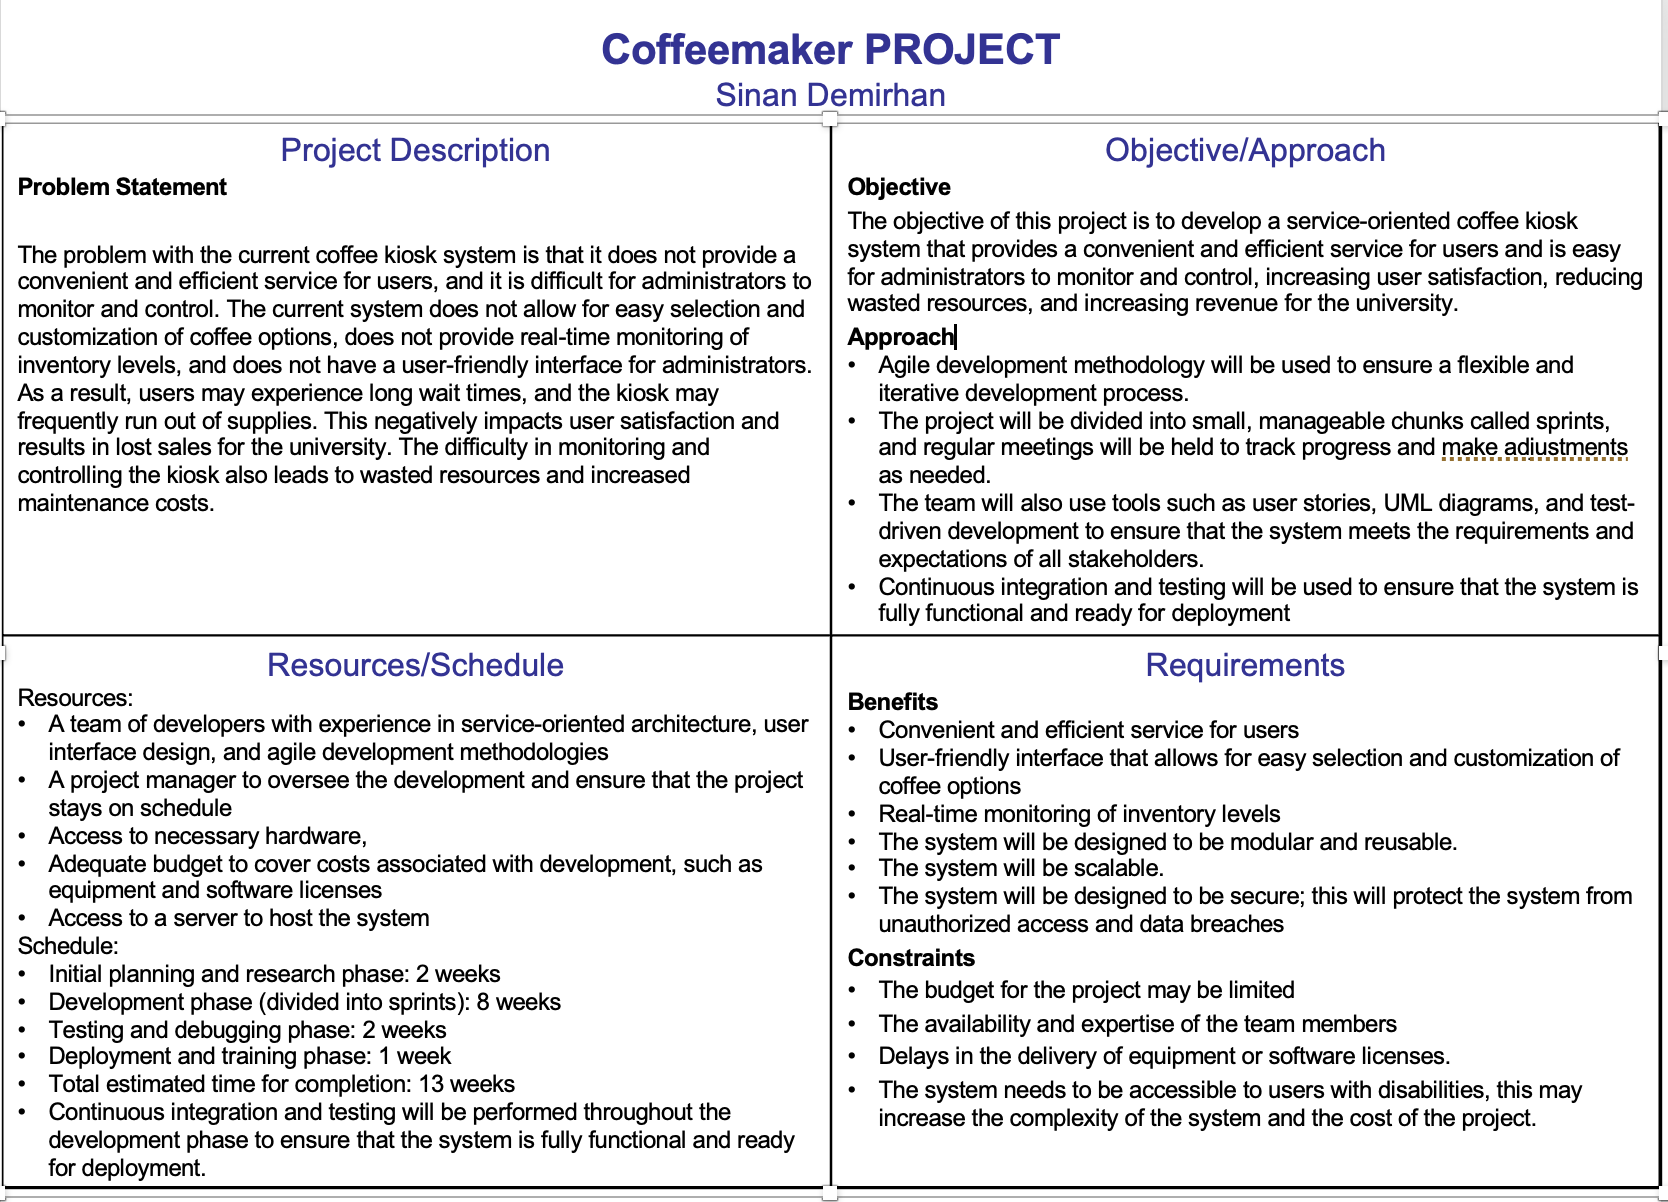 Coffeemaker PROJECT
Sinan Demirhan
Project Description
Problem Statement
The problem with the current coffee kiosk system is that it does not provide a
convenient and efficient service for users, and it is difficult for administrators to
monitor and control. The current system does not allow for easy selection and
customization of coffee options, does not provide real-time monitoring of
inventory levels, and does not have a user-friendly interface for administrators.
As a result, users may experience long wait times, and the kiosk may
frequently run out of supplies. This negatively impacts user satisfaction and
results in lost sales for the university. The difficulty in monitoring and
controlling the kiosk also leads to wasted resources and increased
maintenance costs.
Objective/Approach
Objective
The objective of this project is to develop a service-oriented coffee kiosk
system that provides a convenient and efficient service for users and is easy
for administrators to monitor and control, increasing user satisfaction, reducing
wasted resources, and increasing revenue for the university.
Approach
• Agile development methodology will be used to ensure a flexible and
iterative development process.
• The project will be divided into small, manageable chunks called sprints,
and regular meetings will be held to track progress and make adjustments
as needed.
• The team will also use tools such as user stories, UML diagrams, and test-
driven development to ensure that the system meets the requirements and
expectations of all stakeholders.
• Continuous integration and testing will be used to ensure that the system is
fully functional and ready for deployment
Resources/Schedule
Resources:
• A team of developers with experience in service-oriented architecture, user
interface design, and agile development methodologies
• A project manager to oversee the development and ensure that the project
stays on schedule
• Access to necessary hardware,
• Adequate budget to cover costs associated with development, such as
equipment and software licenses
• Access to a server to host the system
Schedule:
• Initial planning and research phase: 2 weeks
• Development phase (divided into sprints): 8 weeks
• Testing and debugging phase: 2 weeks
• Deployment and training phase: 1 week
• Total estimated time for completion: 13 weeks
• Continuous integration and testing will be performed throughout the
development phase to ensure that the system is fully functional and ready
for deployment.
Requirements
Benefits
• Convenient and efficient service for users
• User-friendly interface that allows for easy selection and customization of
coffee options
• Real-time monitoring of inventory levels
• The system will be designed to be modular and reusable.
• The system will be scalable.
• The system will be designed to be secure; this will protect the system from
unauthorized access and data breaches
Constraints
• The budget for the project may be limited
• The availability and expertise of the team members
• Delays in the delivery of equipment or software licenses.
• The system needs to be accessible to users with disabilities, this may
increase the complexity of the system and the cost of the project.